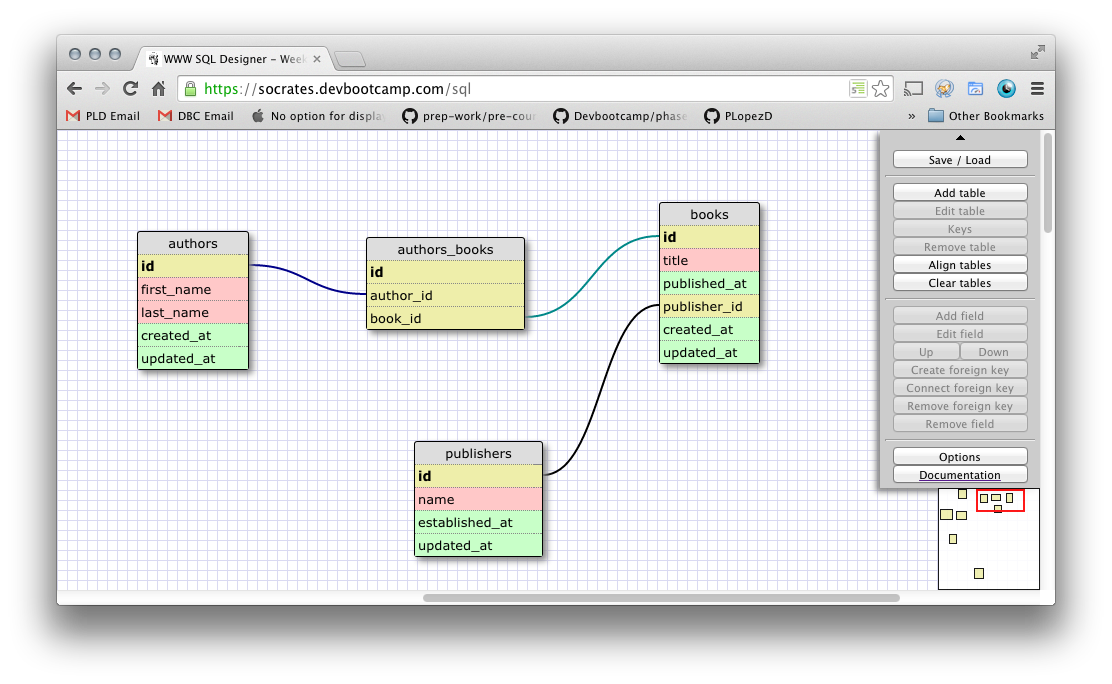 WWW SQL Designer – Week
https://socrates.devbootcamp.com/sql
PLD Email
DBC Email
No option for display
prep-work/pre-cour
Devbootcamp/phase
PLopezD
»
Other Bookmarks
authors
id
first_name
last_name
created_at
updated_at
authors_books
id
author_id
book_id
books
id
title
published_at
publisher_id
created_at
updated_at
publishers
id
name
established_at
updated_at
Save / Load
Add table
Edit table
Keys
Remove table
Align tables
Clear tables
Add field
Edit field
Up Down
Create foreign key
Connect foreign key
Remove foreign key
Remove field
Options
Documentation